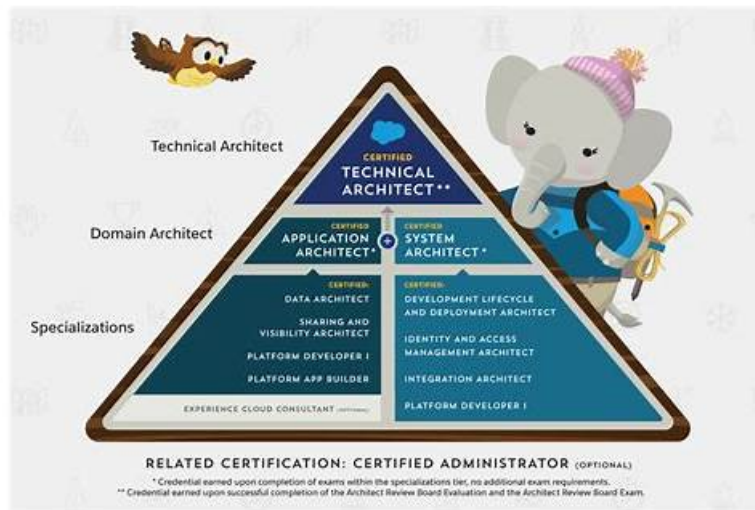 Technical Architect
CERTIFIED
TECHNICAL
ARCHITECT**
Domain Architect
CERTIFIED
APPLICATION
ARCHITECT*
+
CERTIFIED
SYSTEM
ARCHITECT*
Specializations
CERTIFIED:
DATA ARCHITECT
SHARING AND
VISIBILITY ARCHITECT
PLATFORM DEVELOPER I
PLATFORM APP BUILDER
EXPERIENCE CLOUD CONSULTANT (OPTIONAL)
CERTIFIED:
DEVELOPMENT LIFECYCLE
AND DEPLOYMENT ARCHITECT
IDENTITY AND ACCESS
MANAGEMENT ARCHITECT
INTEGRATION ARCHITECT
PLATFORM DEVELOPER I
RELATED CERTIFICATION: CERTIFIED ADMINISTRATOR (OPTIONAL)
* Credential earned upon completion of exams within the specializations tier, no additional exam requirements.
** Credential earned upon successful completion of the Architect Review Board Evaluation and the Architect Review Board Exam.